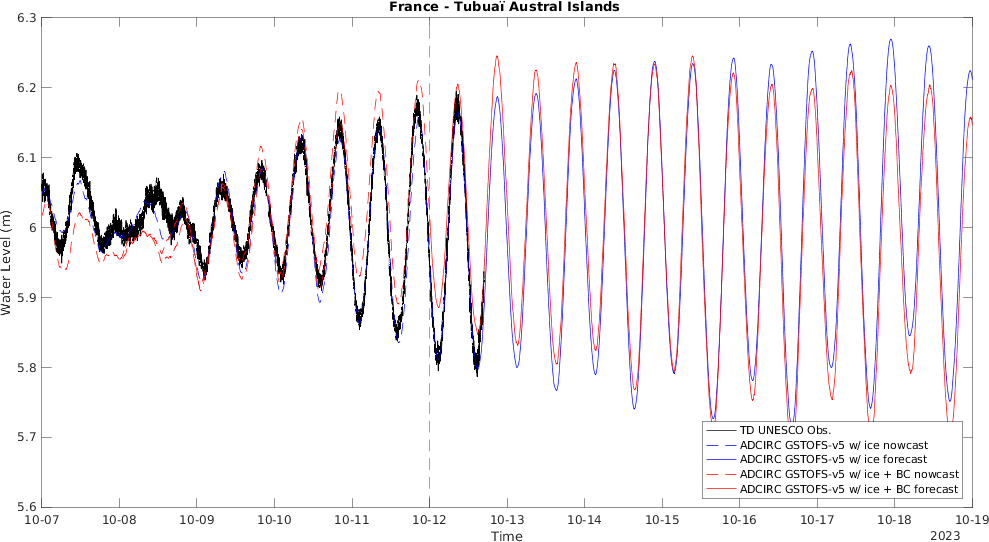 France - Tubuaï Austral Islands
Water Level (m)
6.3
6.2
6.1
6
5.9
5.8
5.7
5.6
TD UNESCO Obs.
ADCIRC GSTOFS-v5 w/ ice nowcast
ADCIRC GSTOFS-v5 w/ ice forecast
ADCIRC GSTOFS-v5 w/ ice + BC nowcast
ADCIRC GSTOFS-v5 w/ ice + BC forecast
10-07 10-08 10-09 10-10 10-11 10-12 10-13 10-14 10-15 10-16 10-17 10-18 10-19
Time
2023